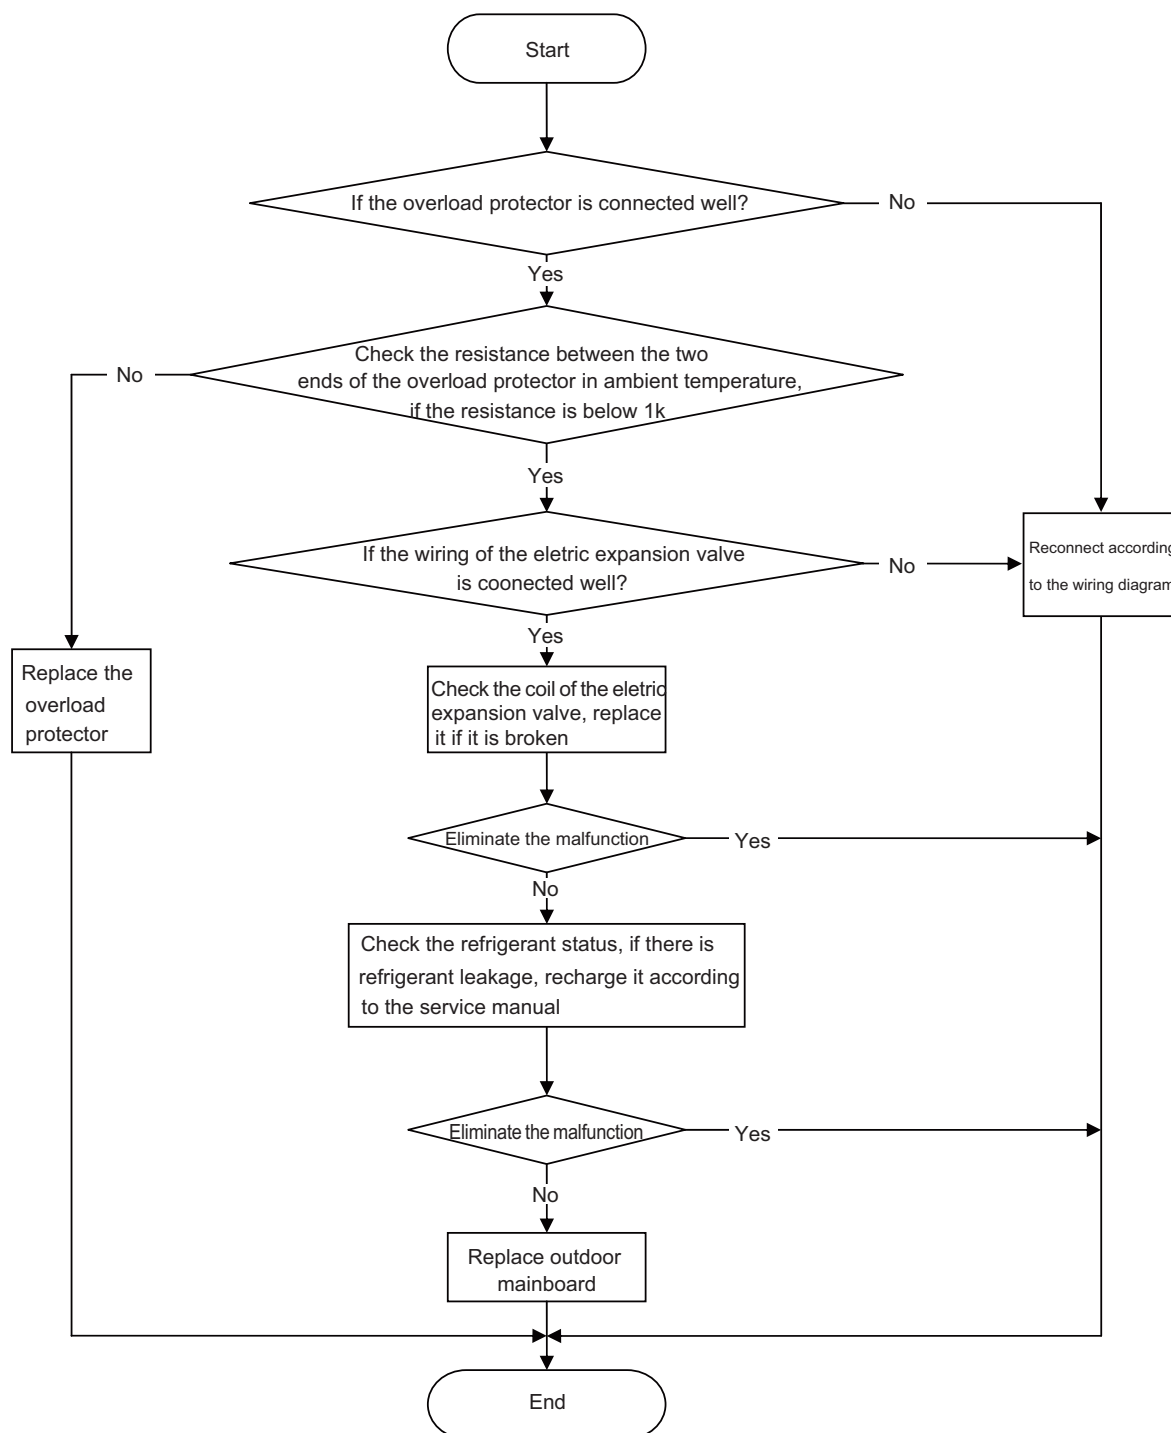 Start
If the overload protector is connected well?
No
Yes
Check the resistance between the two
ends of the overload protector in ambient temperature,
if the resistance is below 1k
No
Yes
If the wiring of the eletric expansion valve
is coonected well?
No
Reconnect according
to the wiring diagram
Yes
Replace the
overload
protector
Check the coil of the eletric
expansion valve, replace
it if it is broken
Eliminate the malfunction
Yes
No
Check the refrigerant status, if there is
refrigerant leakage, recharge it according
to the service manual
Eliminate the malfunction
Yes
No
Replace outdoor
mainboard
End